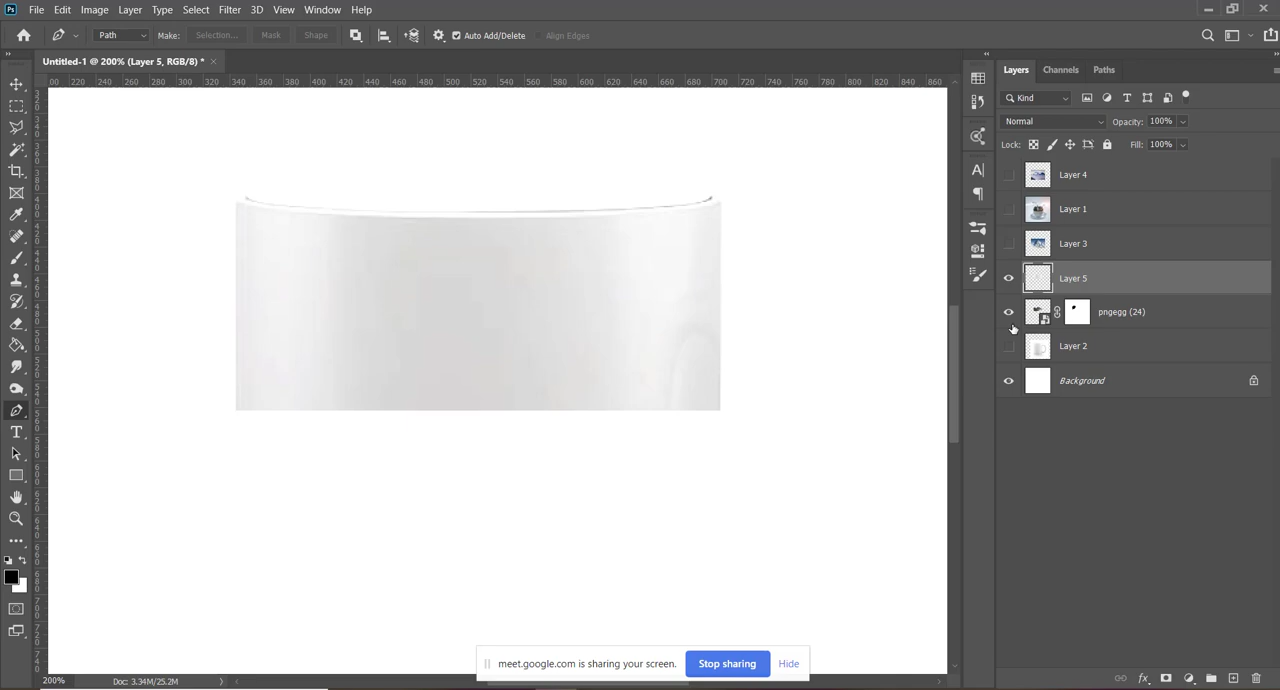 Ps File Edit Image Layer Type Select Filter 3D View Window Help
Path Make: Selection... Mask Shape Auto Add/Delete Align Edges
Untitled-1 @ 200% (Layer 5, RGB/8) *
00 220 240 260 280 300 320 340 360 380 400 420 440 460 480 500 520 540 560 580 600 620 640 660 680 700 720 740 760 780 800 820 840 860
Layers Channels Paths
Kind
Normal Opacity: 100%
Lock: Fill: 100%
Layer 4
Layer 1
Layer 3
Layer 5
pngegg (24)
Layer 2
Background
meet.google.com is sharing your screen. Stop sharing Hide
200% Doc: 3.34M/25.2M